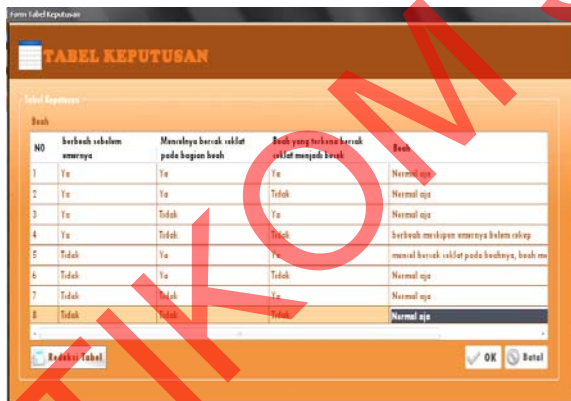 Form Tabel Keputusan
TABEL KEPUTUSAN
Tabel Keputusan
Buah
NO
berbuah sebelum
umurnya
Munculnya bercak coklat
pada bagian buah
Buah yang terkena bercak
coklat menjadi busuk
Buah
1 Ya Ya Ya Normal aja
2 Ya Ya Tidak Normal aja
3 Ya Tidak Ya Normal aja
4 Ya Tidak Tidak berbuah meskipun umurnya belum cukup
5 Tidak Ya Ya muncul bercak coklat pada buahnya, buah me
6 Tidak Ya Tidak Normal aja
7 Tidak Tidak Ya Normal aja
8 Tidak Tidak Tidak Normal aja
Reduksi Tabel
OK
Batal
TIKOM S